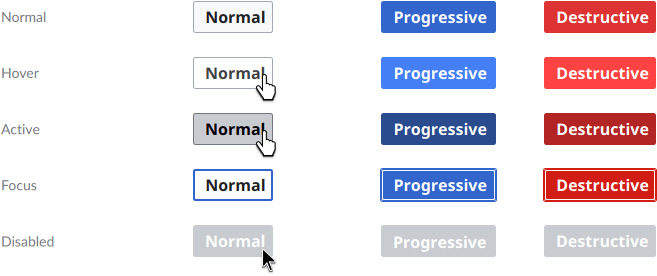 Normal Normal Progressive Destructive
Hover Normal Progressive Destructive
Active Normal Progressive Destructive
Focus Normal Progressive Destructive
Disabled Normal Progressive Destructive